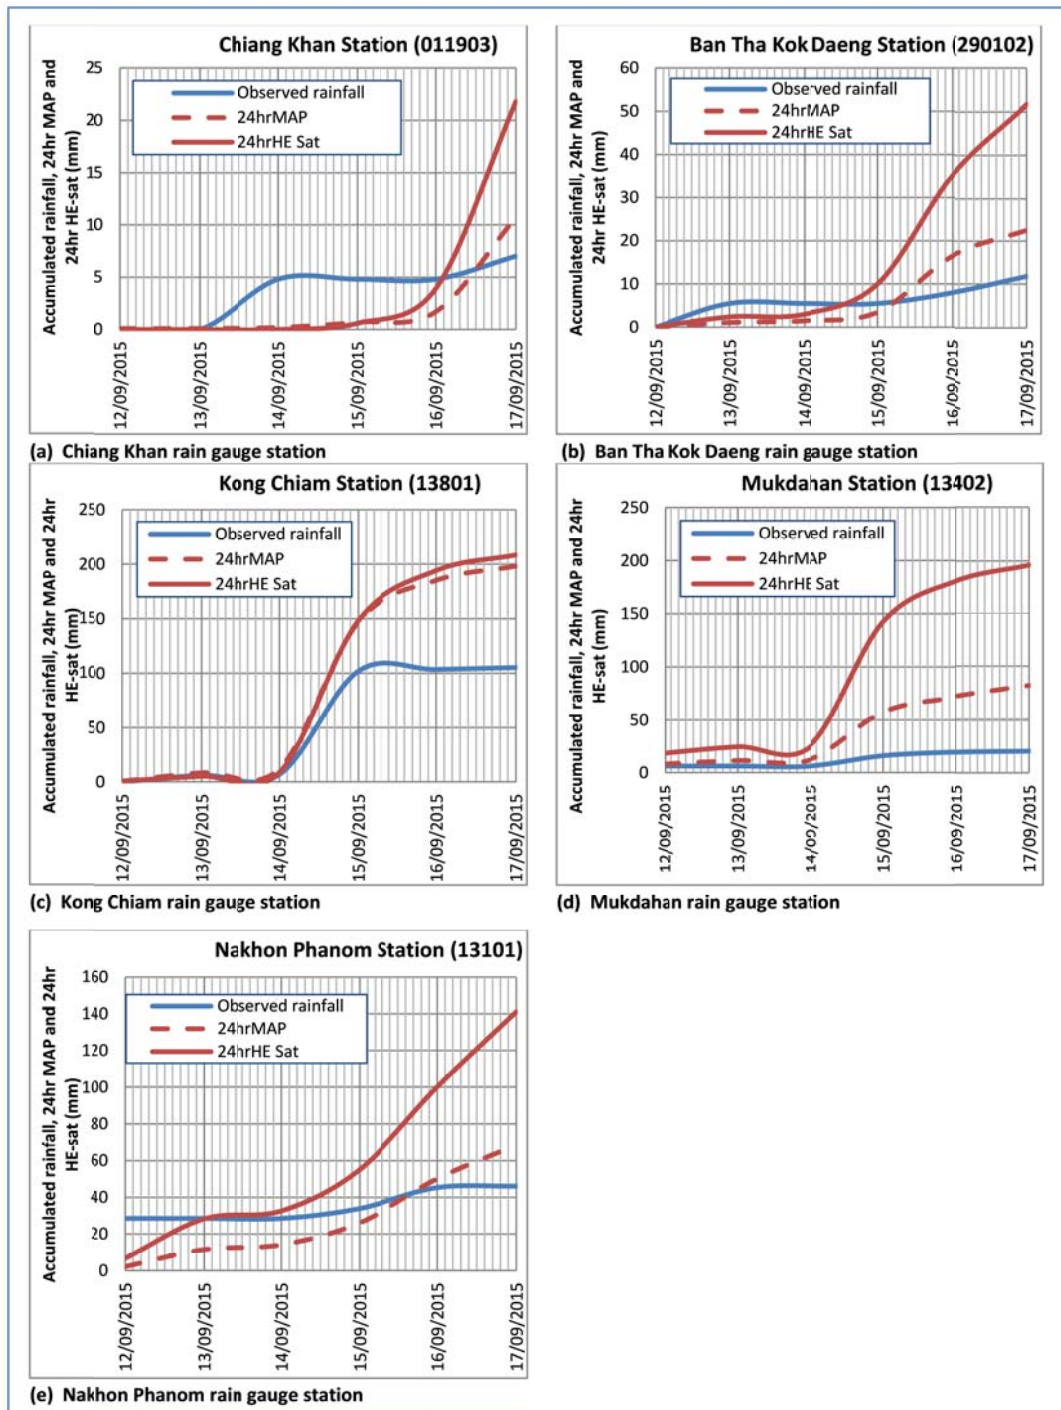 Chiang Khan Station (011903)
Accumulated rainfall, 24hr MAP and
24hr HE-sat (mm)
25
20
15
10
5
0
Observed rainfall
24hrMAP
24hrHE Sat
12/09/2015
13/09/2015
14/09/2015
15/09/2015
16/09/2015
17/09/2015
(a) Chiang Khan rain gauge station
Ban Tha Kok Daeng Station (290102)
Accumulated rainfall, 24hr MAP and
24hr HE-sat (mm)
60
50
40
30
20
10
0
Observed rainfall
24hrMAP
24hrHE Sat
12/09/2015
13/09/2015
14/09/2015
15/09/2015
16/09/2015
17/09/2015
(b) Ban Tha Kok Daeng rain gauge station
Kong Chiam Station (13801)
Accumulated rainfall, 24hr MAP and 24hr
HE-sat (mm)
250
200
150
100
50
0
Observed rainfall
24hrMAP
24hrHE Sat
12/09/2015
13/09/2015
14/09/2015
15/09/2015
16/09/2015
17/09/2015
(c) Kong Chiam rain gauge station
Mukdahan Station (13402)
Accumulated rainfall, 24hr MAP and 24hr
HE-sat (mm)
250
200
150
100
50
0
Observed rainfall
24hrMAP
24hrHE Sat
12/09/2015
13/09/2015
14/09/2015
15/09/2015
16/09/2015
17/09/2015
(d) Mukdahan rain gauge station
Nakhon Phanom Station (13101)
Accumulated rainfall, 24hr MAP and 24hr
HE-sat (mm)
160
140
120
100
80
60
40
20
0
Observed rainfall
24hrMAP
24hrHE Sat
12/09/2015
13/09/2015
14/09/2015
15/09/2015
16/09/2015
17/09/2015
(e) Nakhon Phanom rain gauge station